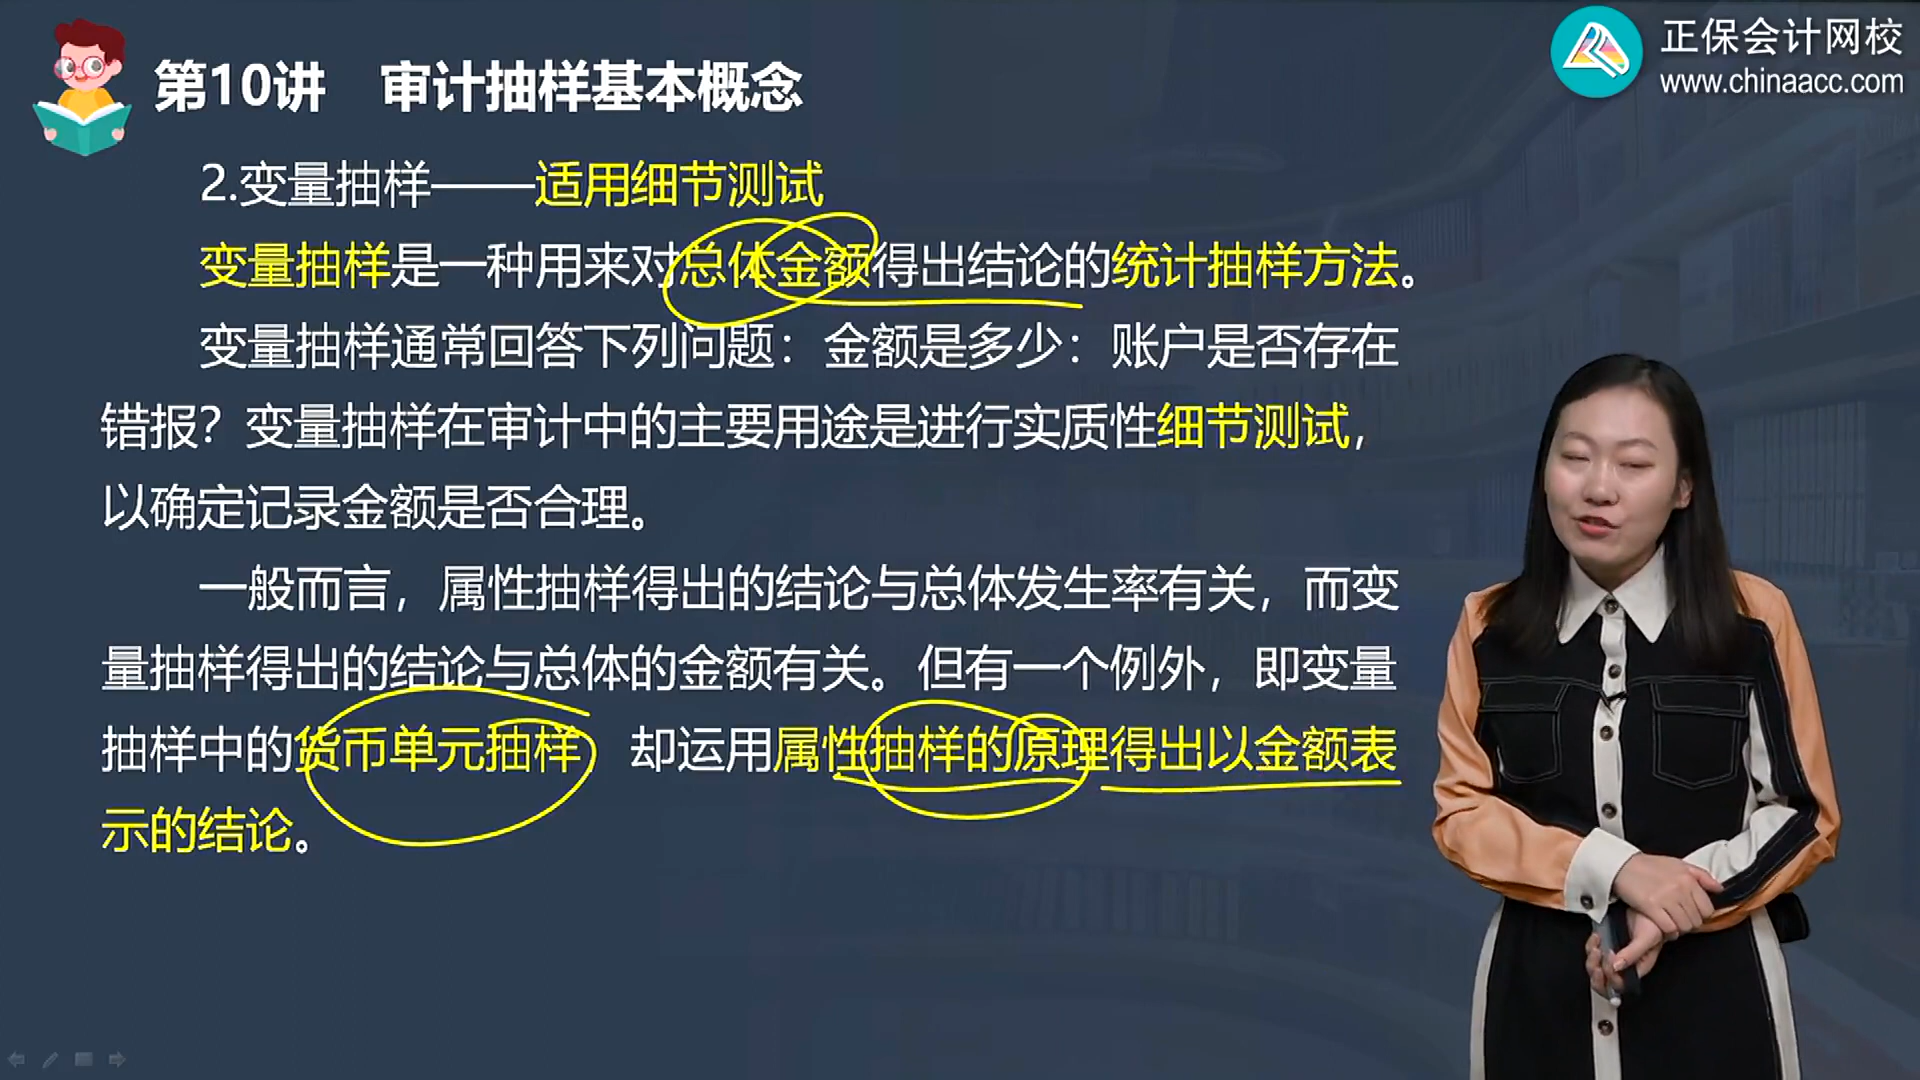 正保会计网校
www.chinaacc.com
第10讲 审计抽样基本概念
2.变量抽样——适用细节测试
变量抽样是一种用来对总体金额得出结论的统计抽样方法。
变量抽样通常回答下列问题：金额是多少：账户是否存在
错报？变量抽样在审计中的主要用途是进行实质性细节测试，
以确定记录金额是否合理。
一般而言，属性抽样得出的结论与总体发生率有关，而变
量抽样得出的结论与总体的金额有关。但有一个例外，即变量
抽样中的货币单元抽样 却运用属性抽样的原理得出以金额表
示的结论。